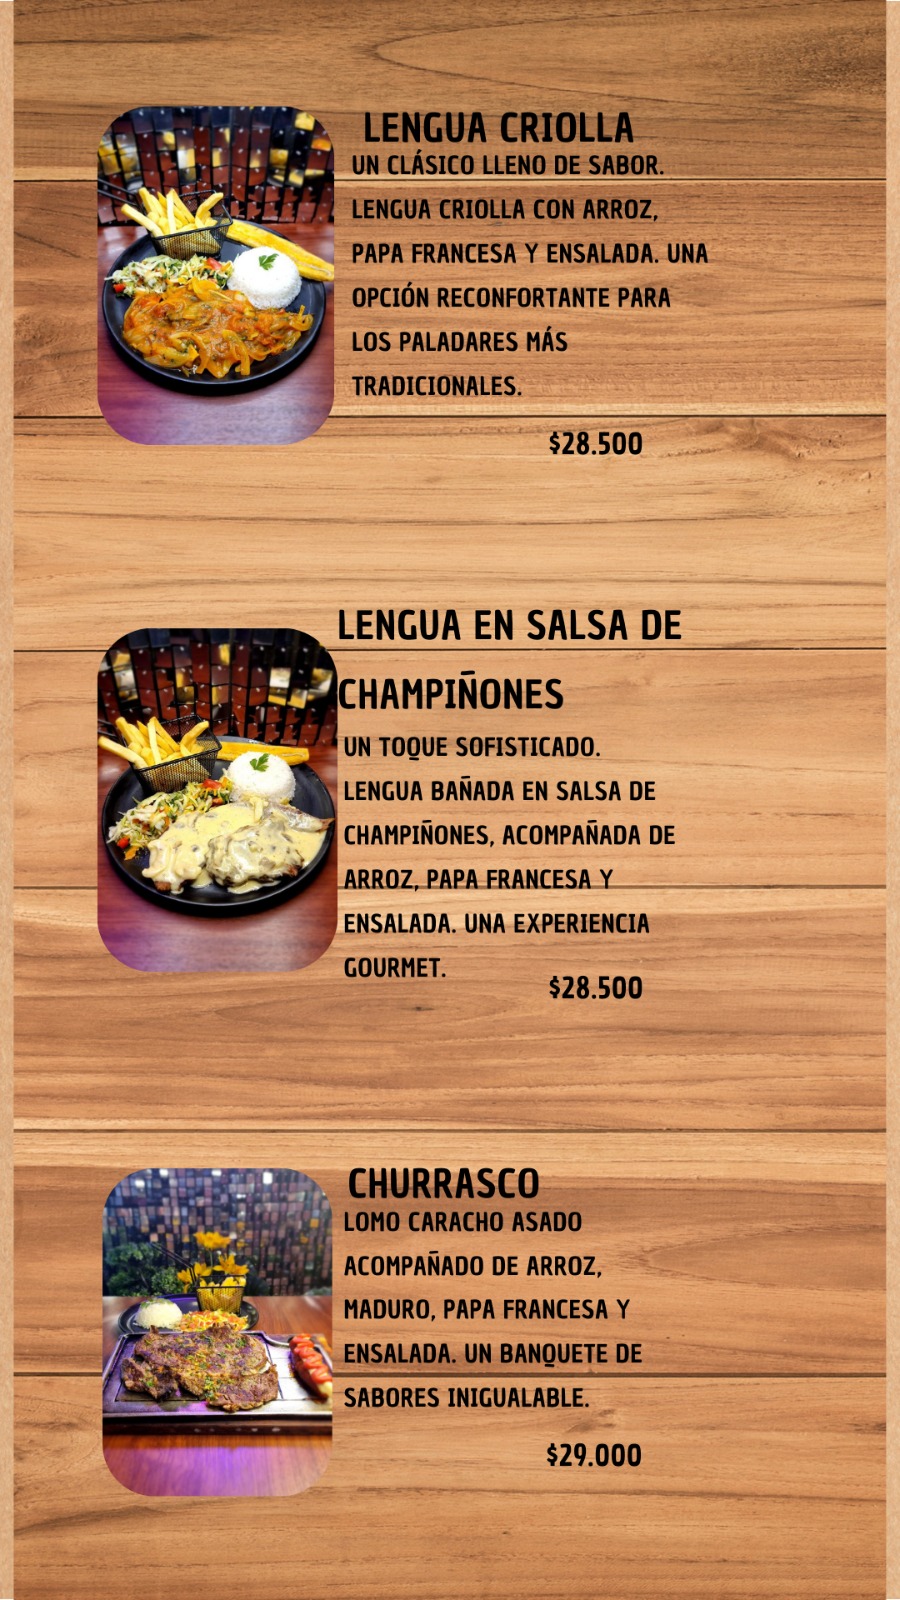 LENGUA CRIOLLA
UN CLÁSICO LLENO DE SABOR.
LENGUA CRIOLLA CON ARROZ,
PAPA FRANCESA Y ENSALADA. UNA
OPCIÓN RECONFORTANTE PARA
LOS PALADARES MÁS
TRADICIONALES.
$28.500
LENGUA EN SALSA DE
CHAMPIÑONES
UN TOQUE SOFISTICADO.
LENGUA BAÑADA EN SALSA DE
CHAMPIÑONES, ACOMPAÑADA DE
ARROZ, PAPA FRANCESA Y
ENSALADA. UNA EXPERIENCIA
GOURMET.
$28.500
CHURRASCO
LOMO CARACHO ASADO
ACOMPAÑADO DE ARROZ,
MADURO, PAPA FRANCESA Y
ENSALADA. UN BANQUETE DE
SABORES INIGUALABLE.
$29.000